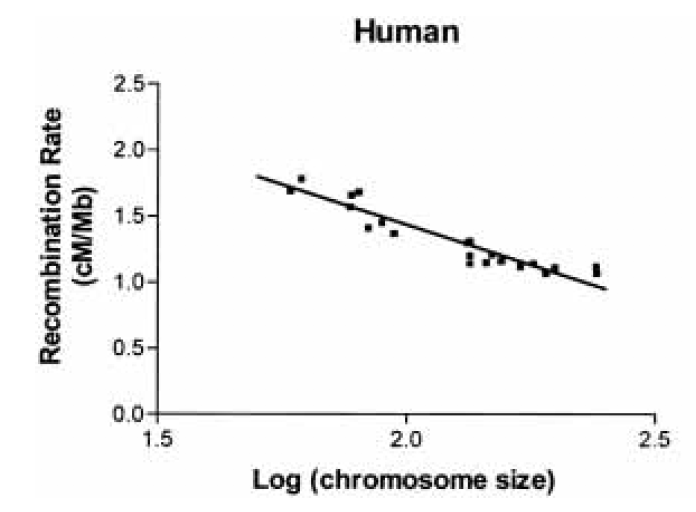 Human
Recombination Rate
(cM/Mb)
2.5
2.0
1.5
1.0
0.5
0.0
1.5
2.0
2.5
Log (chromosome size)